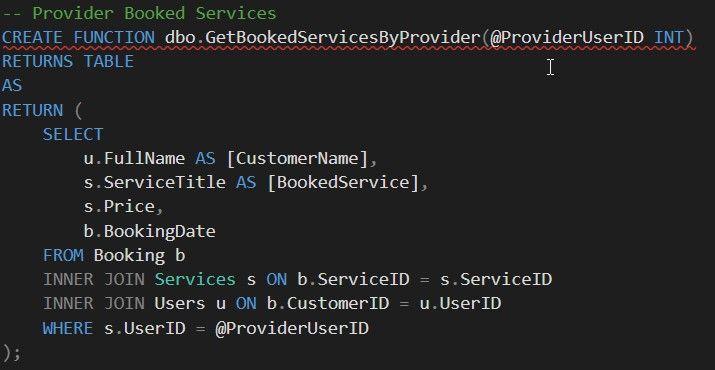 -- Provider Booked Services
CREATE FUNCTION dbo.GetBookedServicesByProvider(@ProviderUserID INT)
RETURNS TABLE
AS
RETURN (
    SELECT
        u.FullName AS [CustomerName],
        s.ServiceTitle AS [BookedService],
        s.Price,
        b.BookingDate
    FROM Booking b
    INNER JOIN Services s ON b.ServiceID = s.ServiceID
    INNER JOIN Users u ON b.CustomerID = u.UserID
    WHERE s.UserID = @ProviderUserID
);